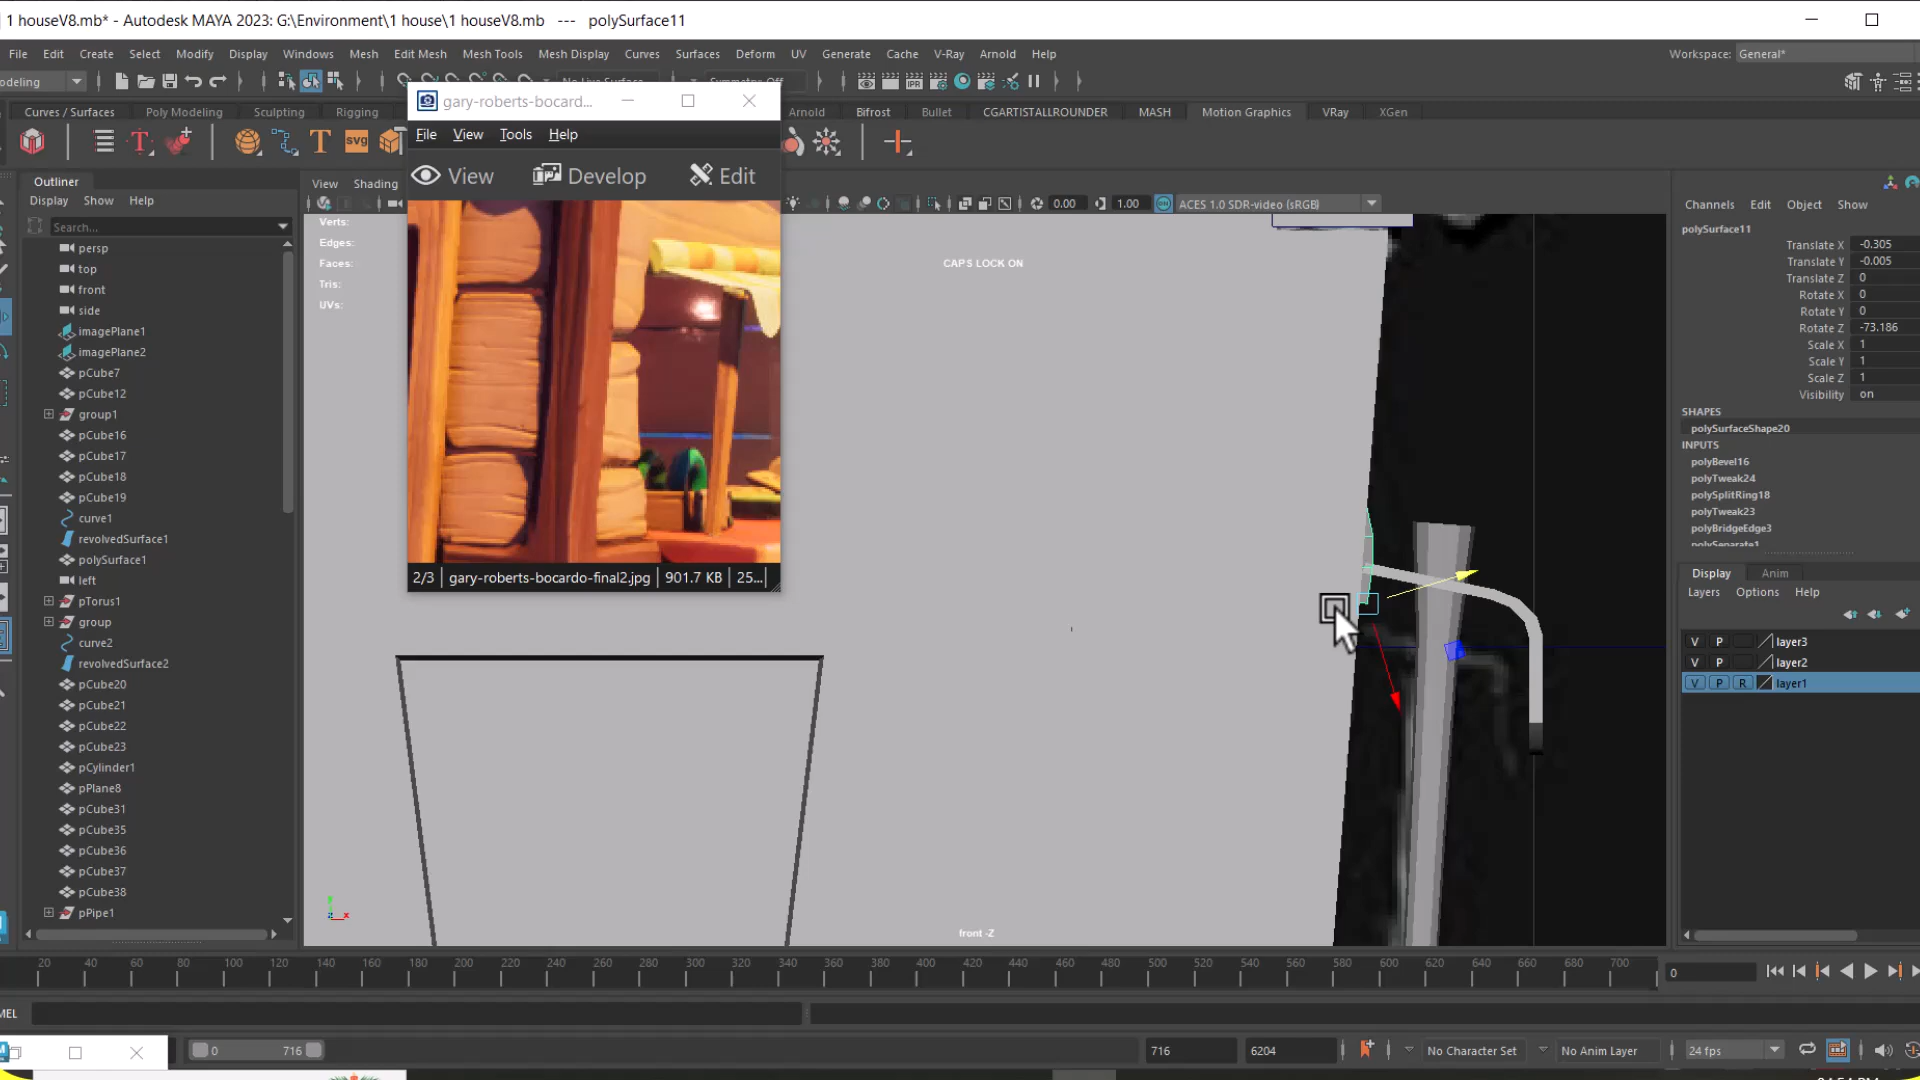 1 houseV8.mb* - Autodesk MAYA 2023: G:\Environment\1 house\1 houseV8.mb   ---   polySurface11
File Edit Create Select Modify Display Windows Mesh Edit Mesh Mesh Tools Mesh Display Curves Surfaces Deform UV Generate Cache V-Ray Arnold Help
Workspace: General*
Curves / Surfaces Poly Modeling Sculpting Rigging Arnold Bifrost Bullet CGARTISTALLROUNDER MASH Motion Graphics VRay XGen
gary-roberts-bocard...
File View Tools Help
View Develop Edit
2/3 gary-roberts-bocardo-final2.jpg 901.7 KB 25...
Outliner
Display Show Help
Search...
persp
top
front
side
imagePlane1
imagePlane2
pCube7
pCube12
group1
pCube16
pCube17
pCube18
pCube19
curve1
revolvedSurface1
polySurface1
left
pTorus1
group
curve2
revolvedSurface2
pCube20
pCube21
pCube22
pCube23
pCylinder1
pPlane8
pCube31
pCube35
pCube36
pCube37
pCube38
pPipe1
View Shading
0.00 1.00 ACES 1.0 SDR-video (sRGB)
Verts:
Edges:
Faces:
Tris:
UVs:
CAPS LOCK ON
front -Z
Channels Edit Object Show
polySurface11
Translate X -0.305
Translate Y -0.005
Translate Z 0
Rotate X 0
Rotate Y 0
Rotate Z -73.186
Scale X 1
Scale Y 1
Scale Z 1
Visibility on
SHAPES
polySurfaceShape20
INPUTS
polyBevel16
polyTweak24
polySplitRing18
polyTweak23
polyBridgeEdge3
polySeparate1
Display Anim
Layers Options Help
V P layer3
V P layer2
V P R layer1
20 40 60 80 100 120 140 160 180 200 220 240 260 280 300 320 340 360 380 400 420 440 460 480 500 520 540 560 580 600 620 640 660 680 700
0
MEL
0 716
716 6204 No Character Set No Anim Layer 24 fps